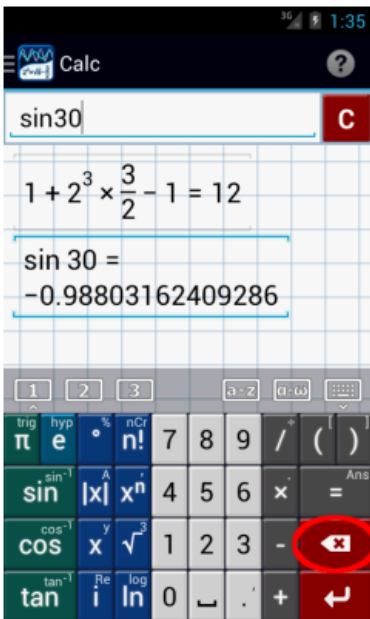 3G 1:35
Calc ?
sin30 C
1 + 2³ × 3/2 − 1 = 12
sin 30 =
−0.98803162409286
1 2 3 a-z α-ω
trig hyp % nCr ÷ [ ]
π e ° n! 7 8 9 / ( )
sin⁻¹ A Ans
sin |x| xⁿ 4 5 6 × =
cos⁻¹ y 3
cos x √ 1 2 3 -
tan⁻¹ Re log
tan i ln 0 . +